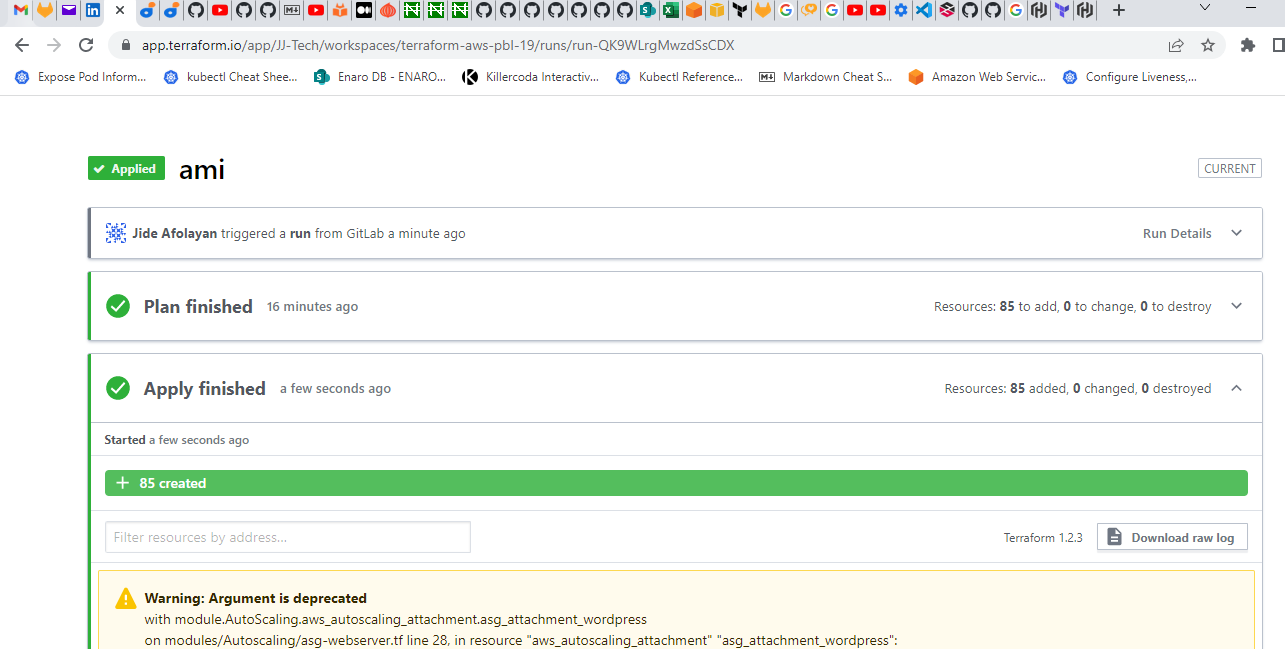 app.terraform.io/app/JJ-Tech/workspaces/terraform-aws-pbl-19/runs/run-QK9WLrgMwzdSsCDX
Expose Pod Inform... kubectl Cheat Shee... Enaro DB - ENARO... Killercoda Interactiv... Kubectl Reference... Markdown Cheat S... Amazon Web Servic... Configure Liveness,...
Applied ami CURRENT
Jide Afolayan triggered a run from GitLab a minute ago Run Details
Plan finished 16 minutes ago Resources: 85 to add, 0 to change, 0 to destroy
Apply finished a few seconds ago Resources: 85 added, 0 changed, 0 destroyed
Started a few seconds ago
+ 85 created
Filter resources by address... Terraform 1.2.3 Download raw log
Warning: Argument is deprecated
with module.AutoScaling.aws_autoscaling_attachment.asg_attachment_wordpress
on modules/Autoscaling/asg-webserver.tf line 28, in resource "aws_autoscaling_attachment" "asg_attachment_wordpress":